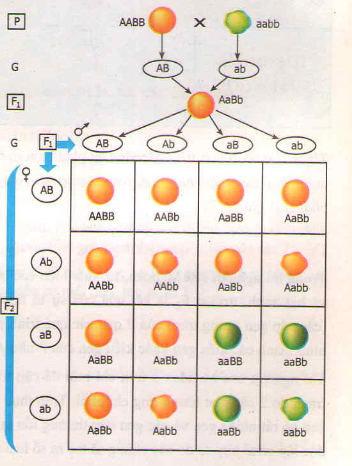 P AABB × aabb
G AB ab
F₁ AaBb
♂
G F₁ AB Ab aB ab
♀
AB
AABB AABb AaBB AaBb
Ab
AABb AAbb AaBb Aabb
F₂
aB
AaBB AaBb aaBB aaBb
ab
AaBb Aabb aaBb aabb